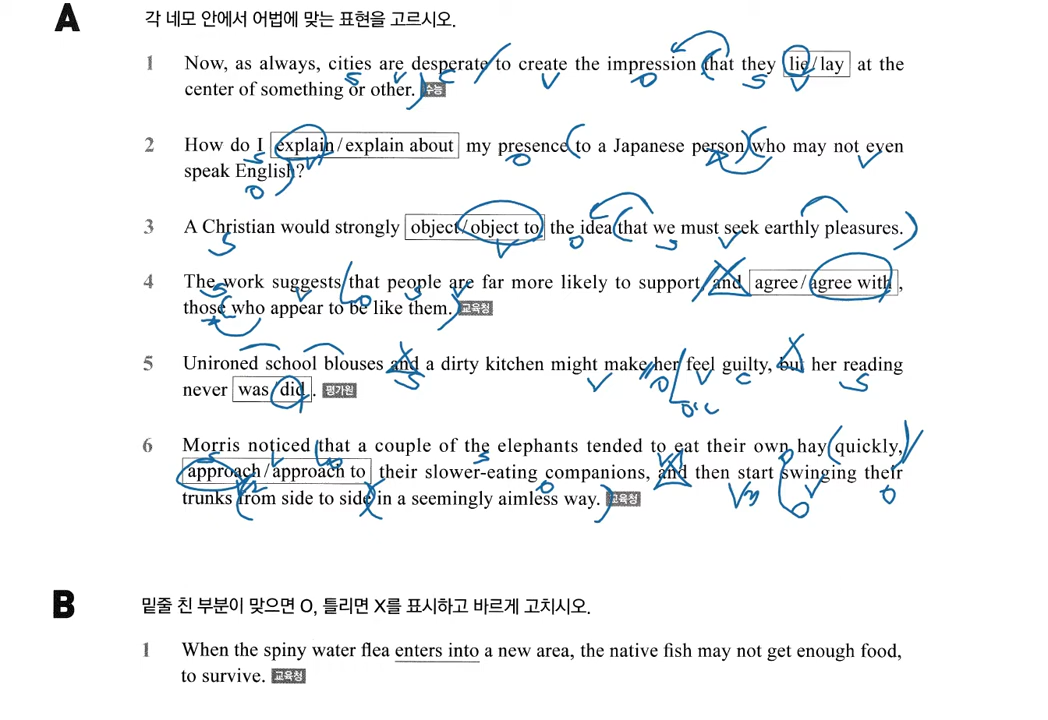 A 각 네모 안에서 어법에 맞는 표현을 고르시오.
1 Now, as always, cities are desperate to create the impression that they lie/lay at the
center of something or other. 수능
2 How do I explain/explain about my presence to a Japanese person who may not even
speak English?
3 A Christian would strongly object/object to the idea that we must seek earthly pleasures.
4 The work suggests that people are far more likely to support, and agree/agree with,
those who appear to be like them. 교육청
5 Unironed school blouses and a dirty kitchen might make her feel guilty, but her reading
never was/did. 평가원
6 Morris noticed that a couple of the elephants tended to eat their own hay quickly,
approach/approach to their slower-eating companions, and then start swinging their
trunks from side to side in a seemingly aimless way. 교육청
B 밑줄 친 부분이 맞으면 O, 틀리면 X를 표시하고 바르게 고치시오.
1 When the spiny water flea enters into a new area, the native fish may not get enough food,
to survive. 교육청